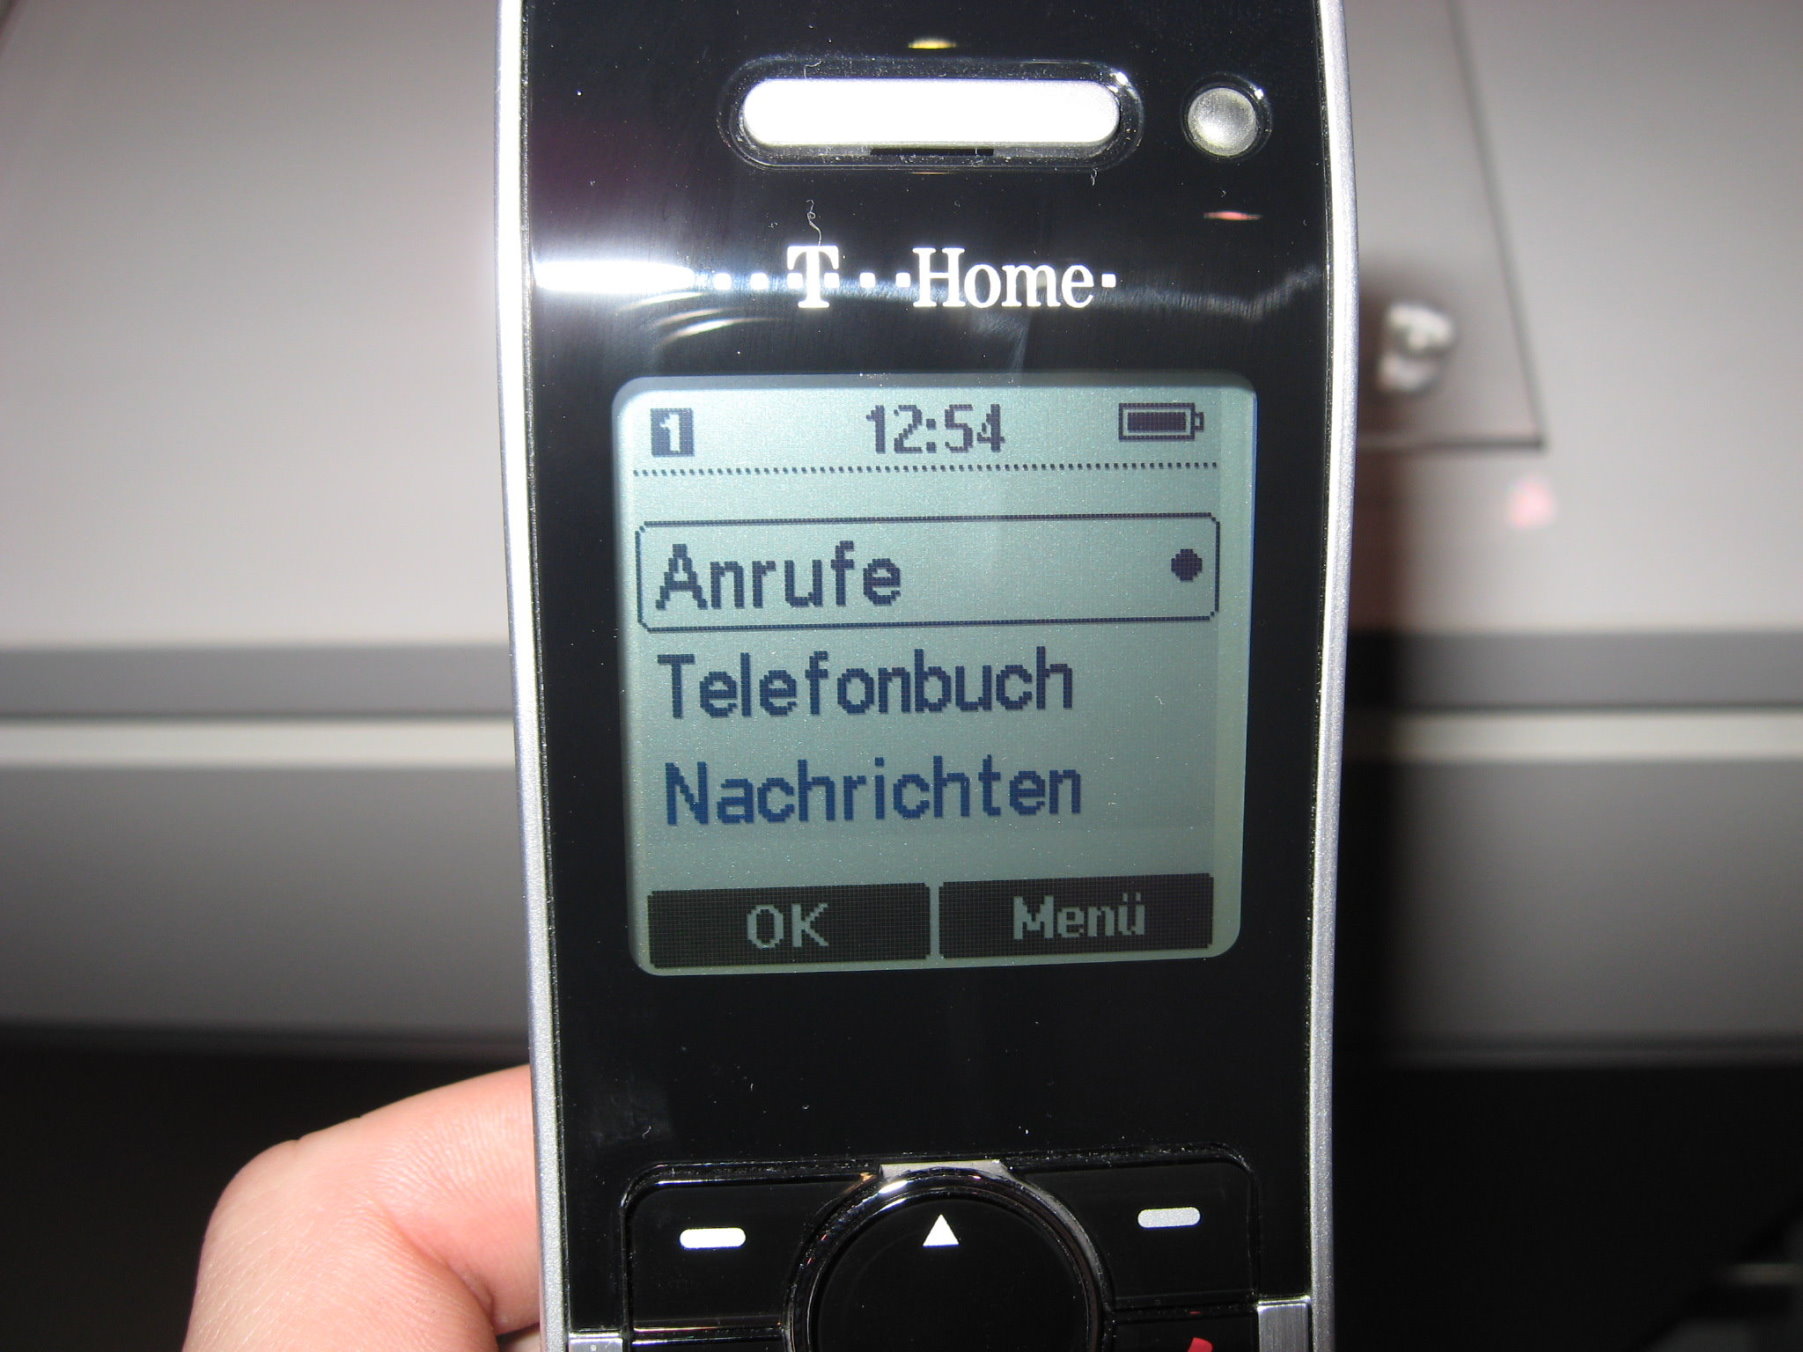 ··T··Home·
1 12:54
Anrufe
Telefonbuch
Nachrichten
OK Menü